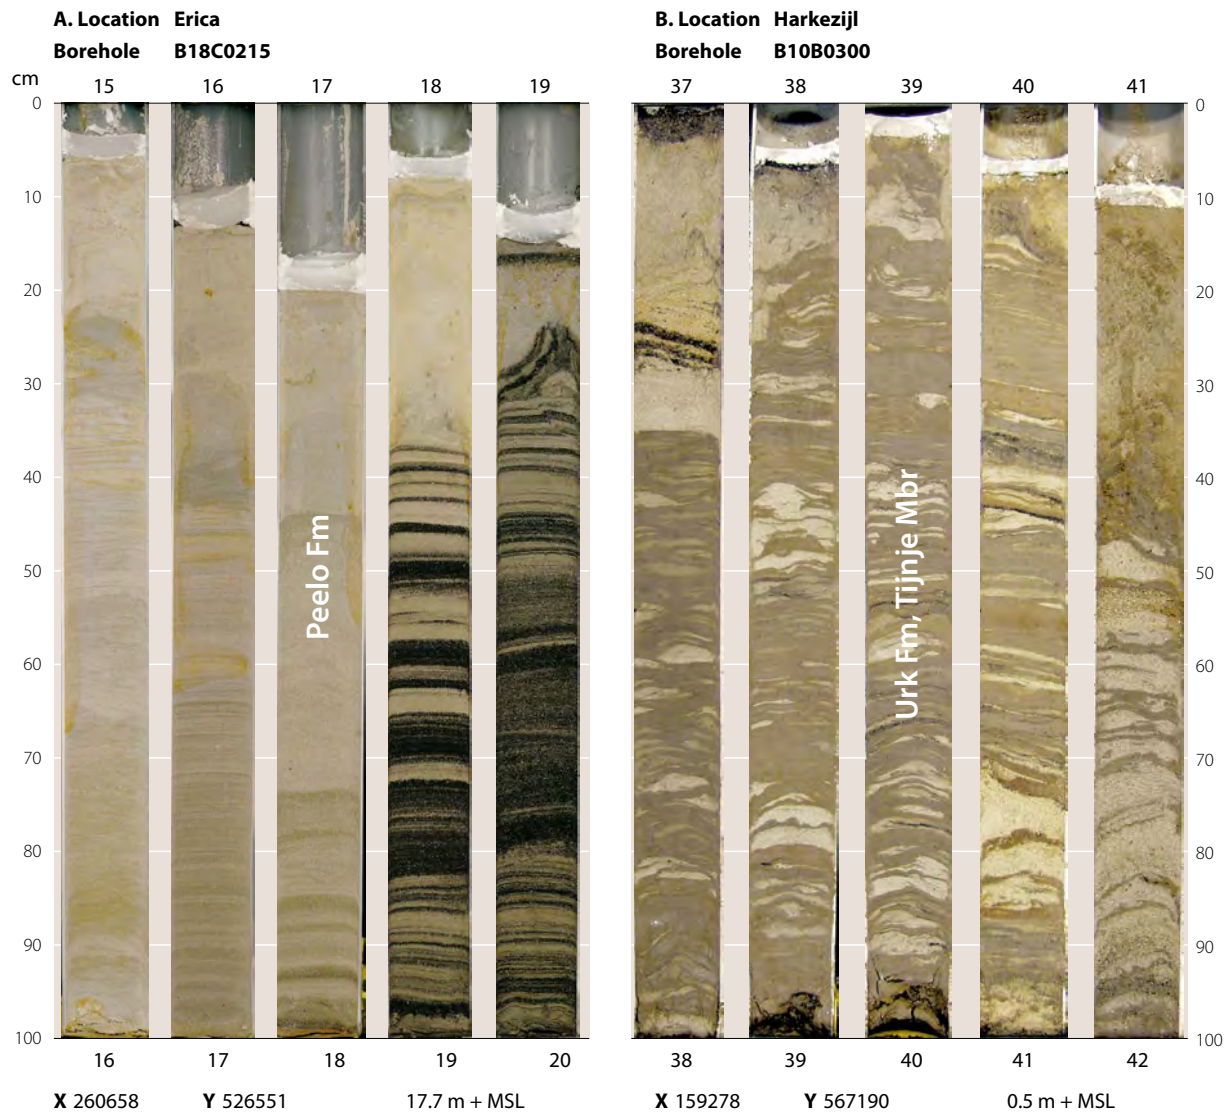 A. Location Erica
Borehole B18C0215
cm
15 16 17 18 19
0
10
20
30
40
50
60
70
80
90
100
Peelo Fm
16 17 18 19 20
X 260658 Y 526551 17.7 m + MSL
B. Location Harkezijl
Borehole B10B0300
37 38 39 40 41
0
10
20
30
40
50
60
70
80
90
100
Urk Fm, Tijnje Mbr
38 39 40 41 42
X 159278 Y 567190 0.5 m + MSL